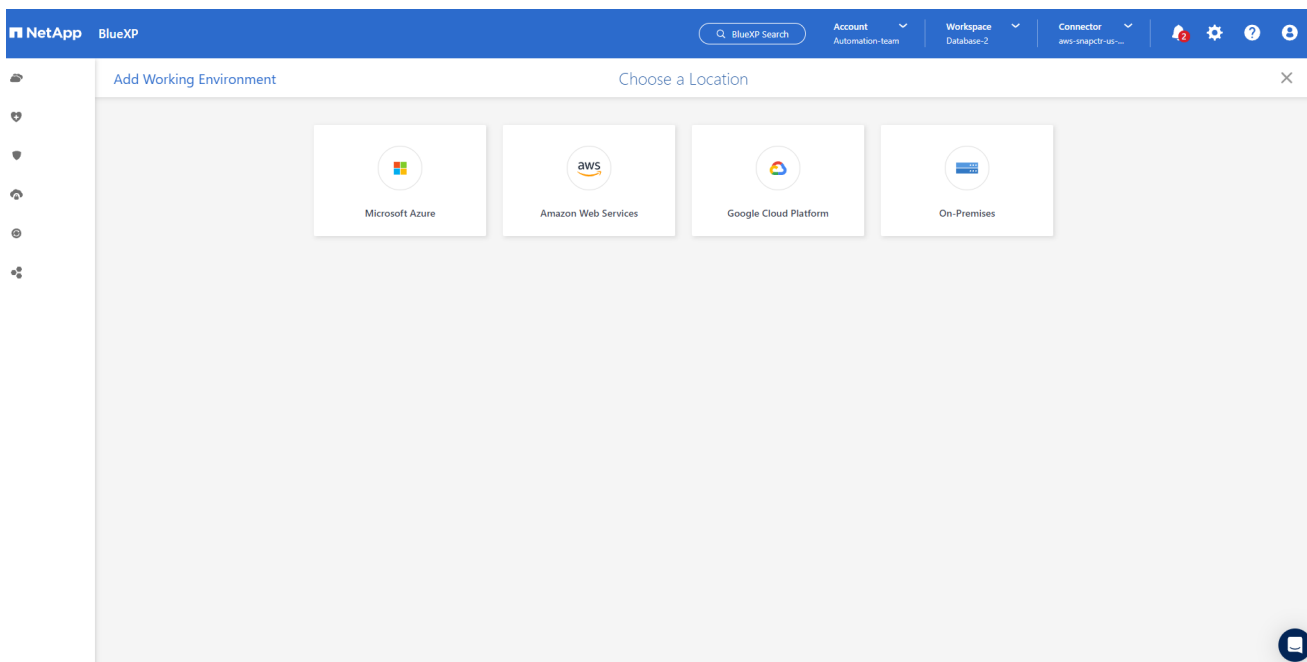 NetApp BlueXP
BlueXP Search
Account
Automation-team
Workspace
Database-2
Connector
aws-snapctr-us-...
2
Add Working Environment
Choose a Location
aws
Microsoft Azure
Amazon Web Services
Google Cloud Platform
On-Premises